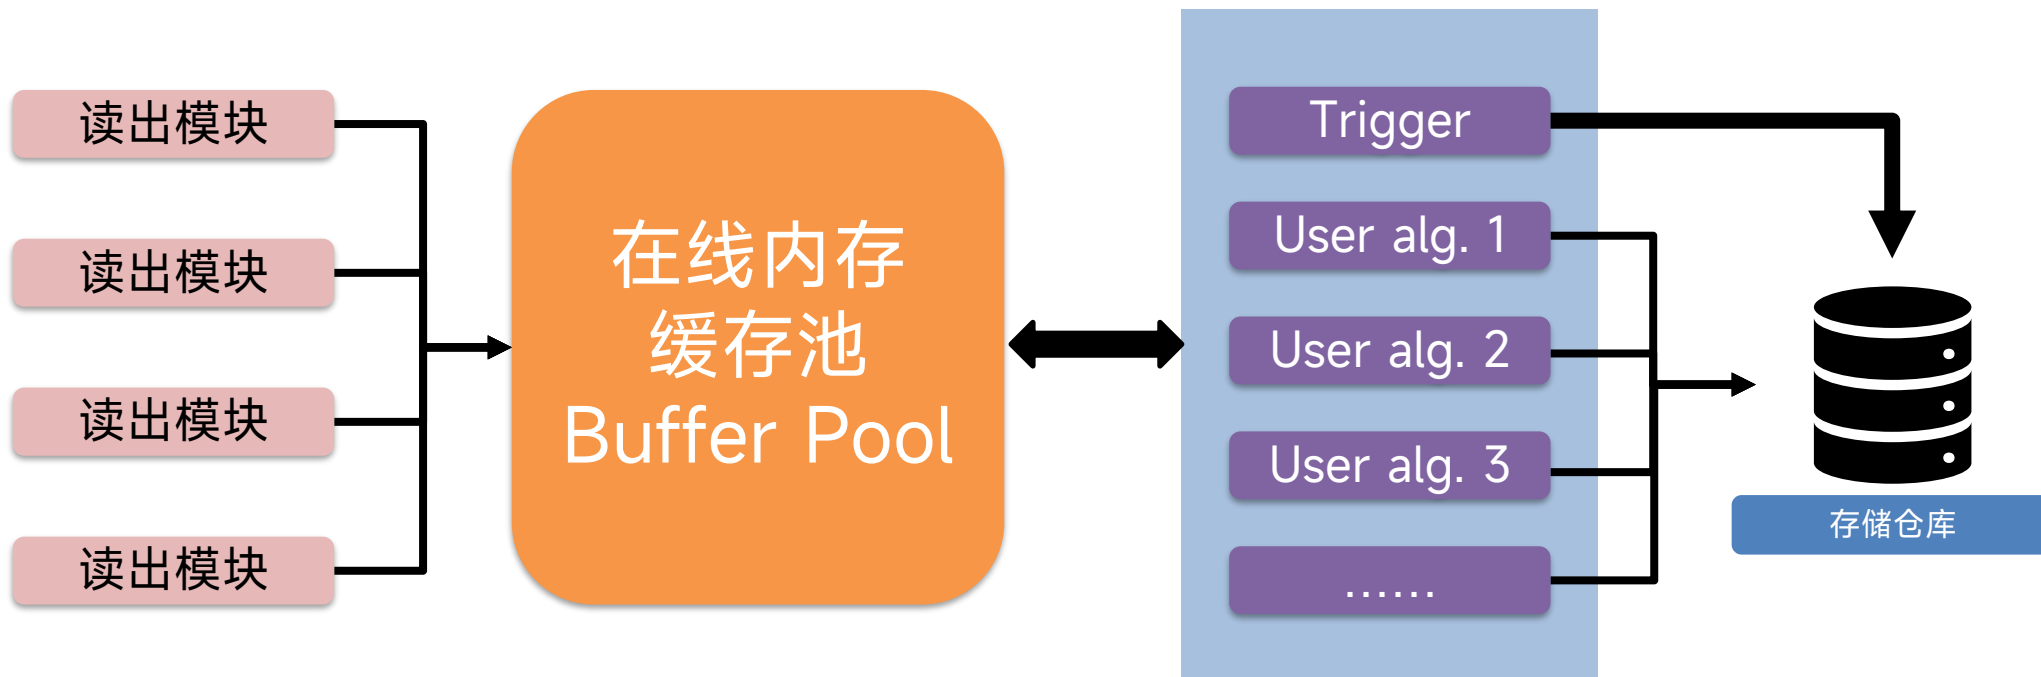 读出模块
读出模块
读出模块
读出模块
在线内存
缓存池
Buffer Pool
Trigger
User alg. 1
User alg. 2
User alg. 3
......
存储仓库